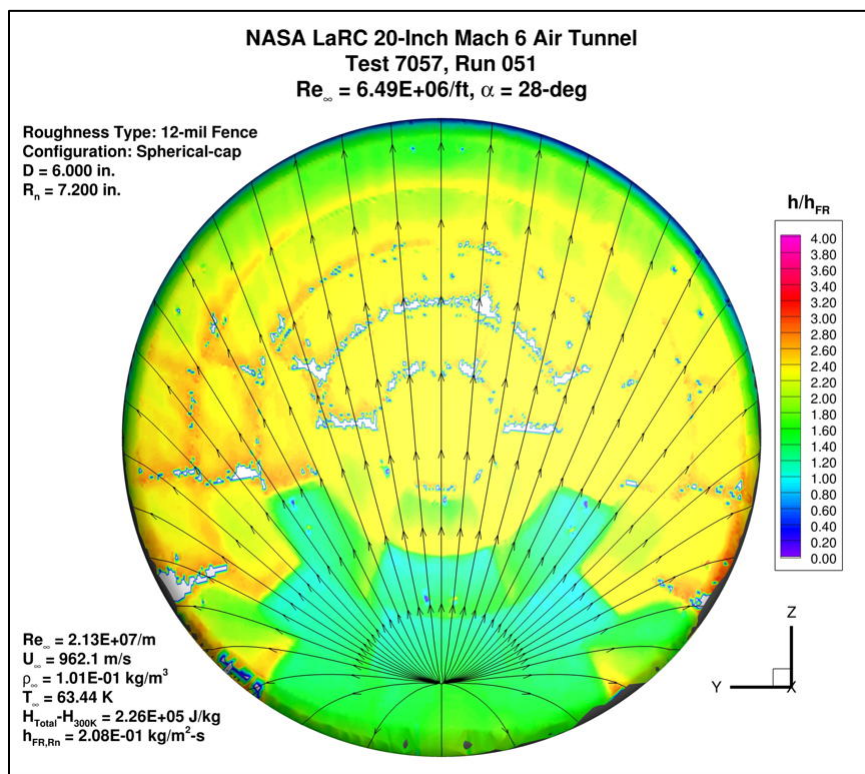 NASA LaRC 20-Inch Mach 6 Air Tunnel
Test 7057, Run 051
Re∞ = 6.49E+06/ft, α = 28-deg
Roughness Type: 12-mil Fence
Configuration: Spherical-cap
D = 6.000 in.
Rn = 7.200 in.
h/hFR
4.00
3.80
3.60
3.40
3.20
3.00
2.80
2.60
2.40
2.20
2.00
1.80
1.60
1.40
1.20
1.00
0.80
0.60
0.40
0.20
0.00
Re∞ = 2.13E+07/m
U∞ = 962.1 m/s
ρ∞ = 1.01E-01 kg/m³
T∞ = 63.44 K
HTotal-H300K = 2.26E+05 J/kg
hFR,Rn = 2.08E-01 kg/m²-s
Z
Y
X